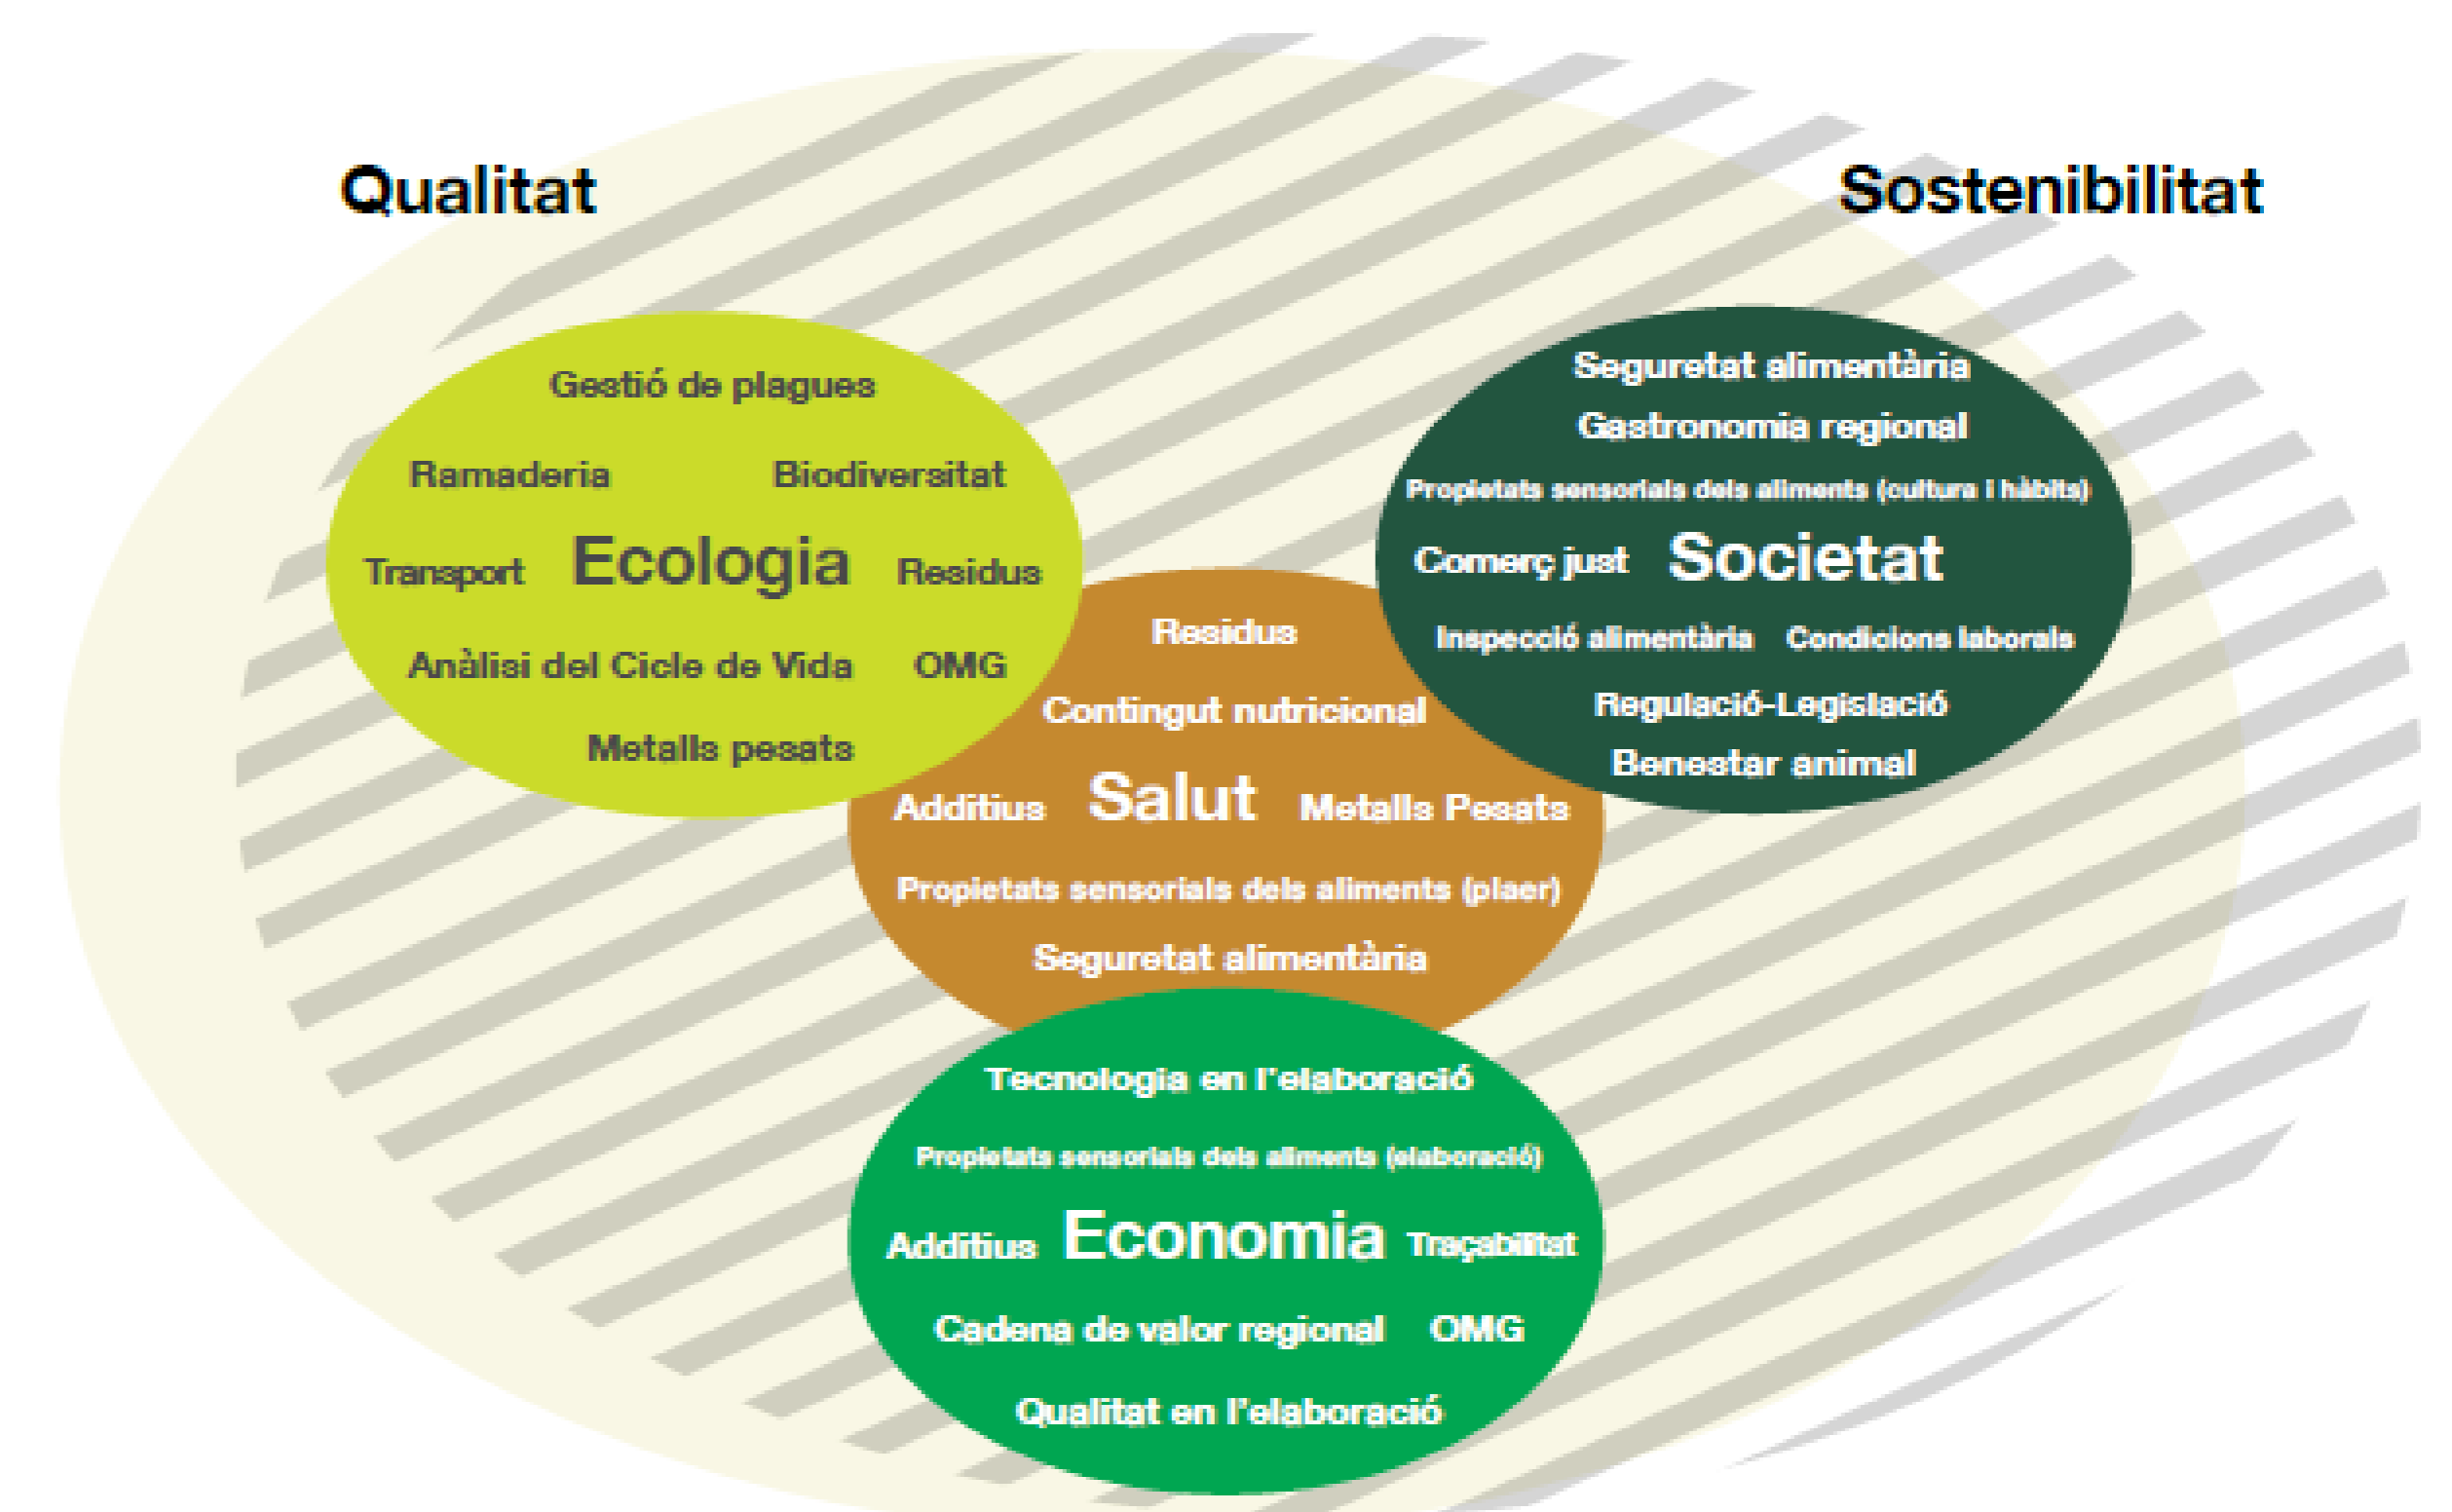 Qualitat
Sostenibilitat
Gestió de plagues
Ramaderia Biodiversitat
Transport Ecologia Residus
Anàlisi del Cicle de Vida OMG
Metalls pesats
Seguretat alimentària
Gastronomia regional
Propietats sensorials dels aliments (cultura i hàbits)
Comerç just Societat
Inspecció alimentària Condicions laborals
Regulació-Legislació
Benestar animal
Residus
Contingut nutricional
Additius Salut Metalls Pesats
Propietats sensorials dels aliments (plaer)
Seguretat alimentària
Tecnologia en l'elaboració
Propietats sensorials dels aliments (elaboració)
Additius Economia Traçabilitat
Cadena de valor regional OMG
Qualitat en l'elaboració